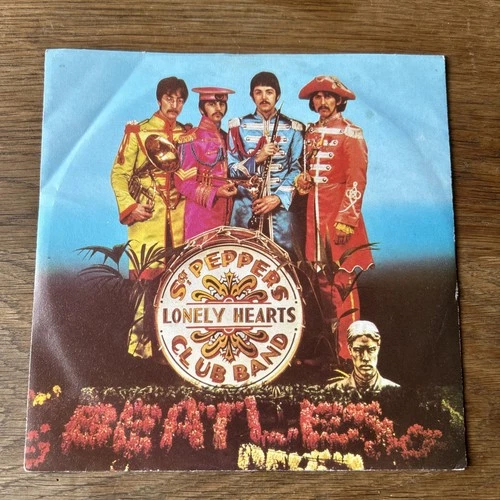 Sgt. PEPPERS
LONELY HEARTS
CLUB BAND
BEATLES